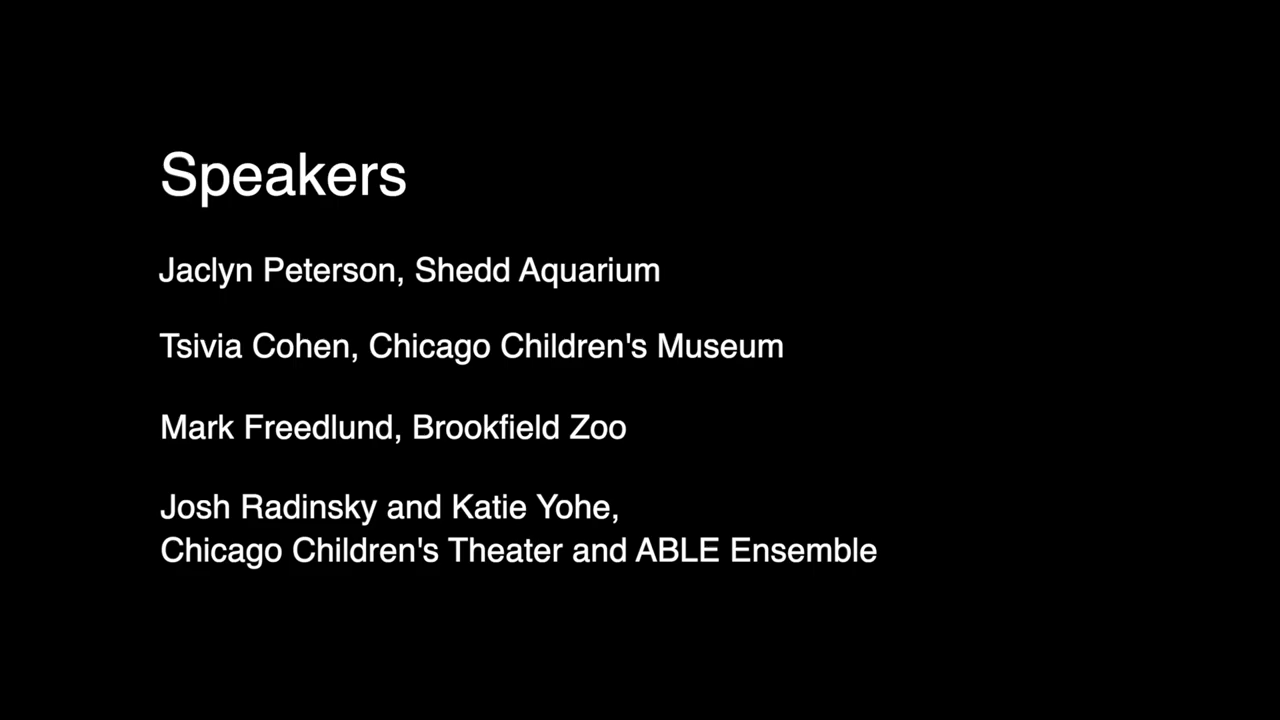 Speakers
Jaclyn Peterson, Shedd Aquarium
Tsivia Cohen, Chicago Children's Museum
Mark Freedlund, Brookfield Zoo
Josh Radinsky and Katie Yohe,
Chicago Children's Theater and ABLE Ensemble